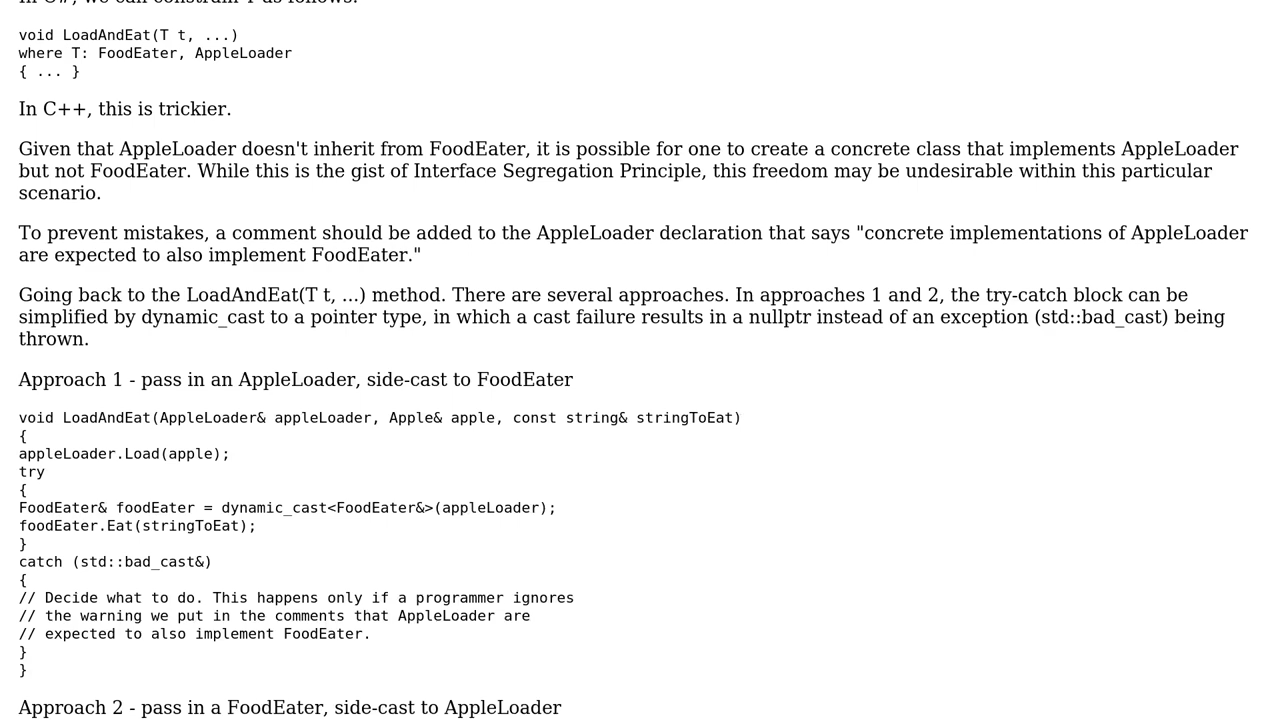 In C#, we can constrain T as follows:
void LoadAndEat(T t, ...)
where T: FoodEater, AppleLoader
{ ... }
In C++, this is trickier.
Given that AppleLoader doesn't inherit from FoodEater, it is possible for one to create a concrete class that implements AppleLoader
but not FoodEater. While this is the gist of Interface Segregation Principle, this freedom may be undesirable within this particular
scenario.
To prevent mistakes, a comment should be added to the AppleLoader declaration that says "concrete implementations of AppleLoader
are expected to also implement FoodEater."
Going back to the LoadAndEat(T t, ...) method. There are several approaches. In approaches 1 and 2, the try-catch block can be
simplified by dynamic_cast to a pointer type, in which a cast failure results in a nullptr instead of an exception (std::bad_cast) being
thrown.
Approach 1 - pass in an AppleLoader, side-cast to FoodEater
void LoadAndEat(AppleLoader& appleLoader, Apple& apple, const string& stringToEat)
{
appleLoader.Load(apple);
try
{
FoodEater& foodEater = dynamic_cast<FoodEater&>(appleLoader);
foodEater.Eat(stringToEat);
}
catch (std::bad_cast&)
{
// Decide what to do. This happens only if a programmer ignores
// the warning we put in the comments that AppleLoader are
// expected to also implement FoodEater.
}
}
Approach 2 - pass in a FoodEater, side-cast to AppleLoader